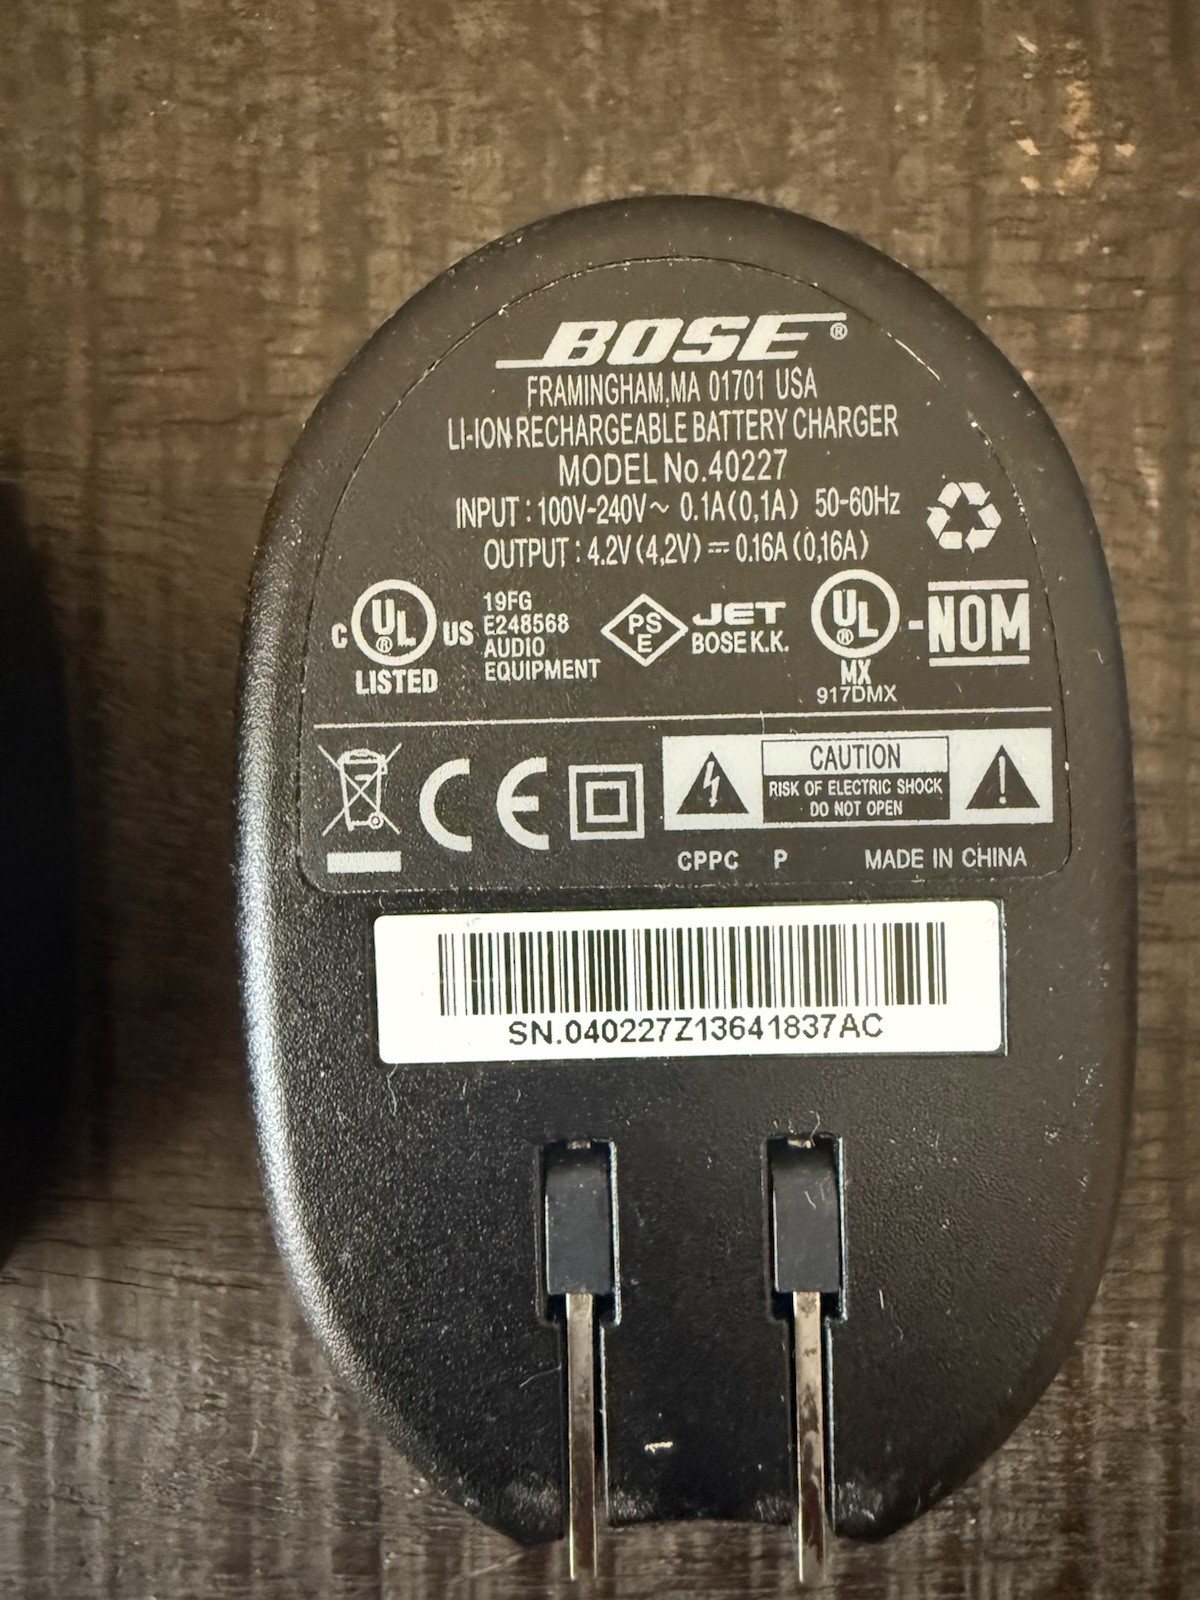 BOSE®
FRAMINGHAM,MA 01701 USA
LI-ION RECHARGEABLE BATTERY CHARGER
MODEL No.40227
INPUT : 100V-240V~ 0.1A(0,1A) 50-60Hz
OUTPUT : 4.2V(4,2V)⎓0.16A(0,16A)
C UL® US
LISTED
19FG
E248568
AUDIO
EQUIPMENT
PS
E
JET
BOSE K.K.
UL®
MX
917DMX
-NOM
CE
CAUTION
RISK OF ELECTRIC SHOCK
DO NOT OPEN
CPPC P MADE IN CHINA
SN.040227Z13641837AC